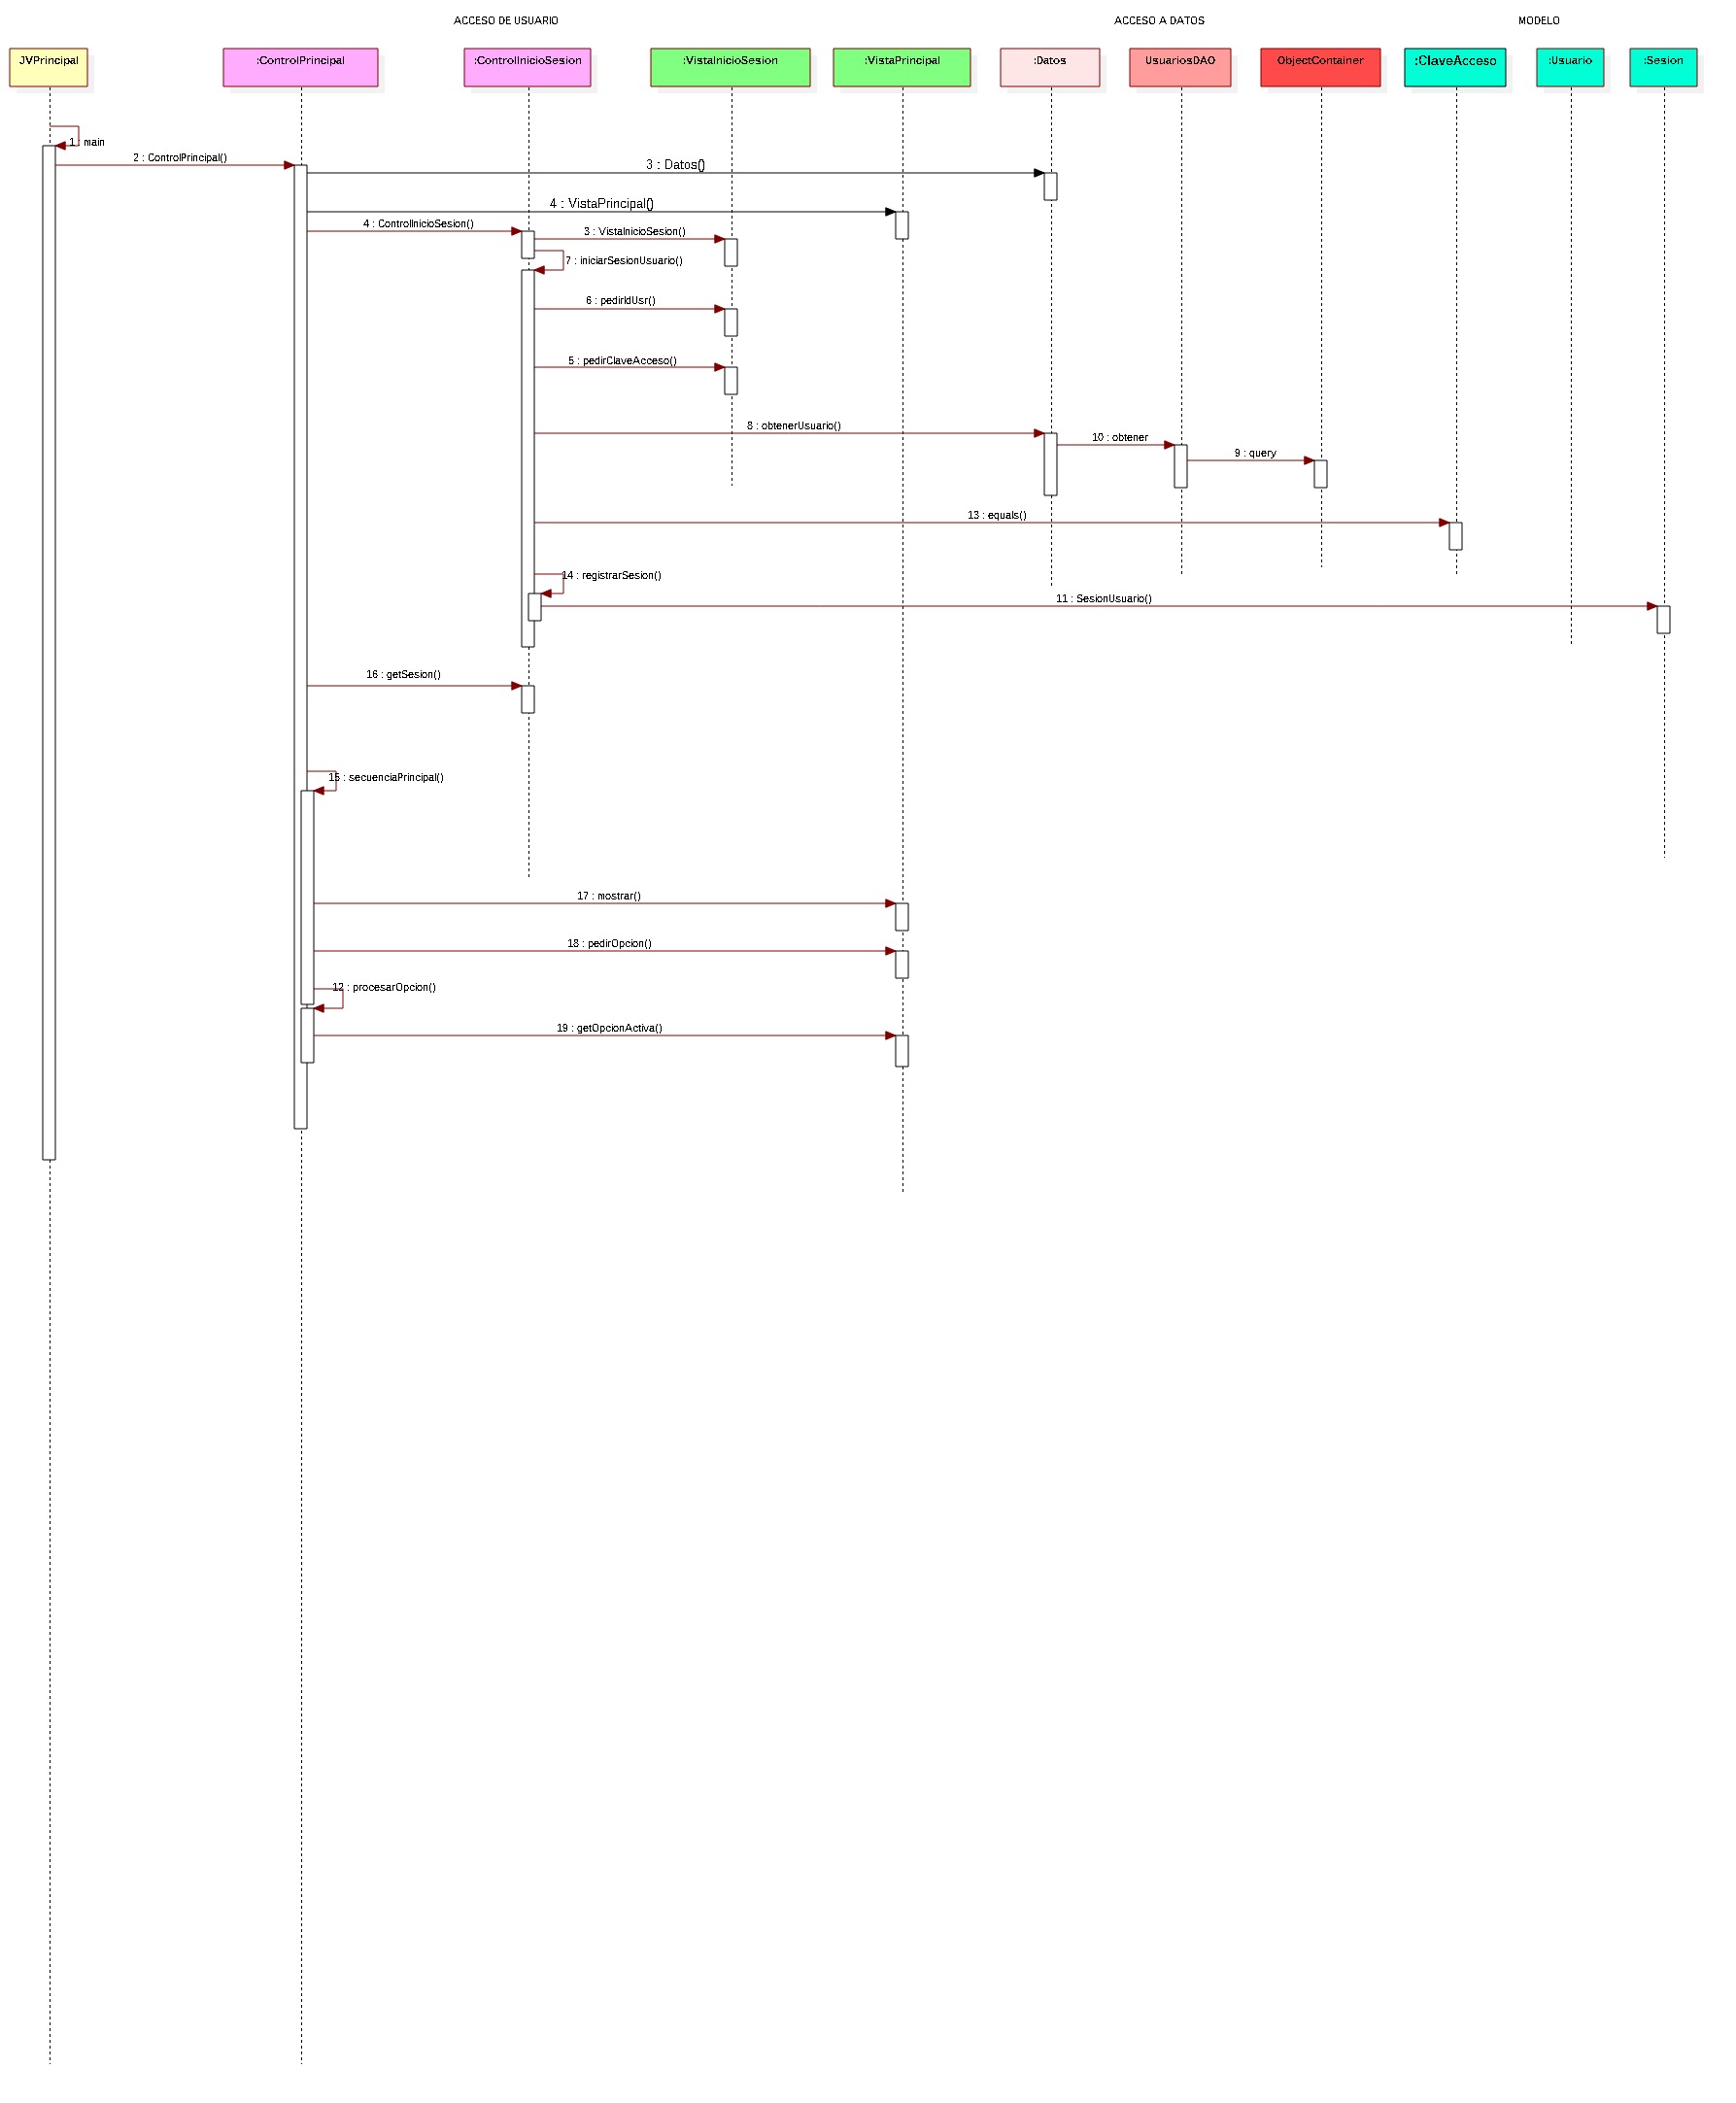 ACCESO DE USUARIO
ACCESO A DATOS
MODELO
JVPrincipal
:ControlPrincipal
:ControlInicioSesion
:VistaInicioSesion
:VistaPrincipal
:Datos
UsuariosDAO
ObjectContainer
:ClaveAcceso
:Usuario
:Sesion
1 : main
2 : ControlPrincipal()
3 : Datos()
4 : VistaPrincipal()
4 : ControlInicioSesion()
3 : VistaInicioSesion()
7 : iniciarSesionUsuario()
6 : pedirIdUsr()
5 : pedirClaveAcceso()
8 : obtenerUsuario()
10 : obtener
9 : query
13 : equals()
14 : registrarSesion()
11 : SesionUsuario()
16 : getSesion()
15 : secuenciaPrincipal()
17 : mostrar()
18 : pedirOpcion()
12 : procesarOpcion()
19 : getOpcionActiva()